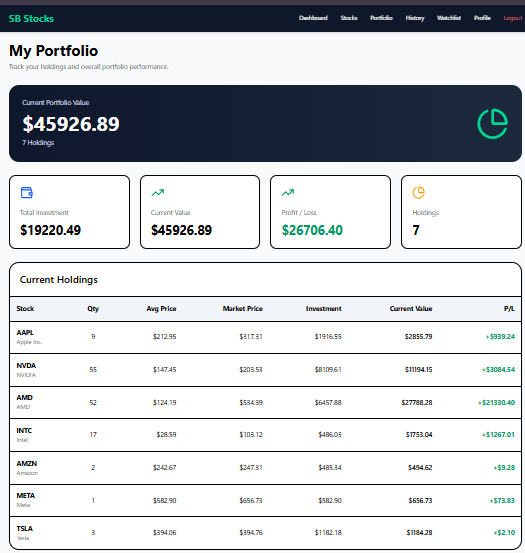 SB Stocks
Dashboard Stocks Portfolio History Watchlist Profile Logout
My Portfolio
Track your holdings and overall portfolio performance.
Current Portfolio Value
$45926.89
7 Holdings
Total Investment
$19220.49
Current Value
$45926.89
Profit / Loss
$26706.40
Holdings
7
Current Holdings
Stock Qty Avg Price Market Price Investment Current Value P/L
AAPL
Apple Inc.
9 $212.95 $317.31 $1916.55 $2855.79 +$939.24
NVDA
NVIDIA
55 $147.45 $203.53 $8109.61 $11194.15 +$3084.54
AMD
AMD
52 $124.19 $534.39 $6457.88 $27788.28 +$21330.40
INTC
Intel
17 $28.59 $103.12 $486.03 $1753.04 +$1267.01
AMZN
Amazon
2 $242.67 $247.31 $485.34 $494.62 +$9.28
META
Meta
1 $582.90 $656.73 $582.90 $656.73 +$73.83
TSLA
Tesla
3 $394.06 $394.76 $1182.18 $1184.28 +$2.10